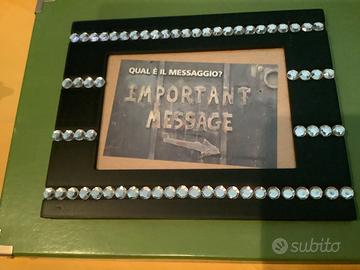 QUAL È IL MESSAGGIO?
IMPORTANT
MESSAGE
subito